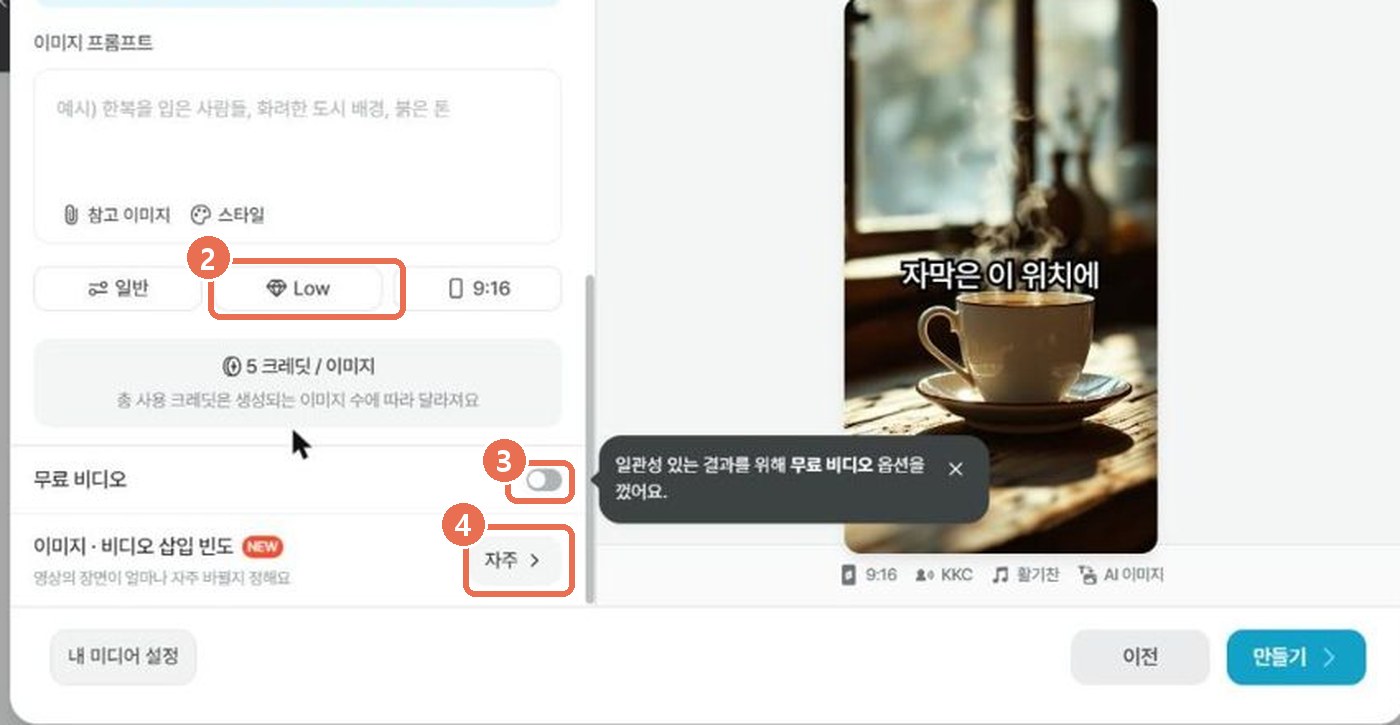 이미지 프롬프트
예시) 한복을 입은 사람들, 화려한 도시 배경, 붉은 톤
참고 이미지 스타일
2
일반 Low 9:16
5 크레딧 / 이미지
총 사용 크레딧은 생성되는 이미지 수에 따라 달라져요
3
무료 비디오
4
이미지 · 비디오 삽입 빈도 NEW
자주 >
영상의 장면이 얼마나 자주 바뀔지 정해요
내 미디어 설정
자막은 이 위치에
일관성 있는 결과를 위해 무료 비디오 옵션을
껐어요.
9:16 KKC 활기찬 AI 이미지
이전 만들기 >